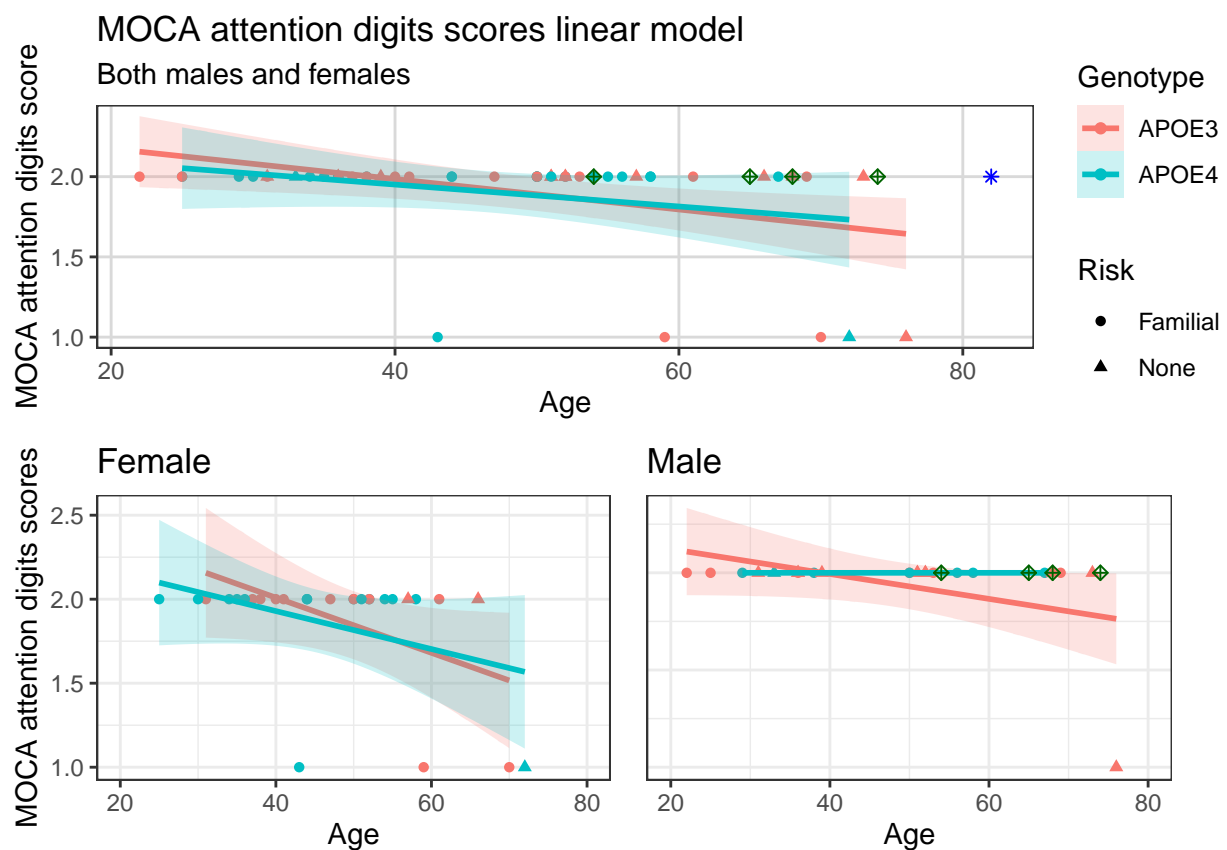 MOCA attention digits scores linear model
Both males and females
MOCA attention digits score
2.0
1.5
1.0
20
40
60
80
Age
Genotype
APOE3
APOE4
Risk
Familial
None
Female
MOCA attention digits scores
2.5
2.0
1.5
1.0
20
40
60
80
Age
Male
20
40
60
80
Age